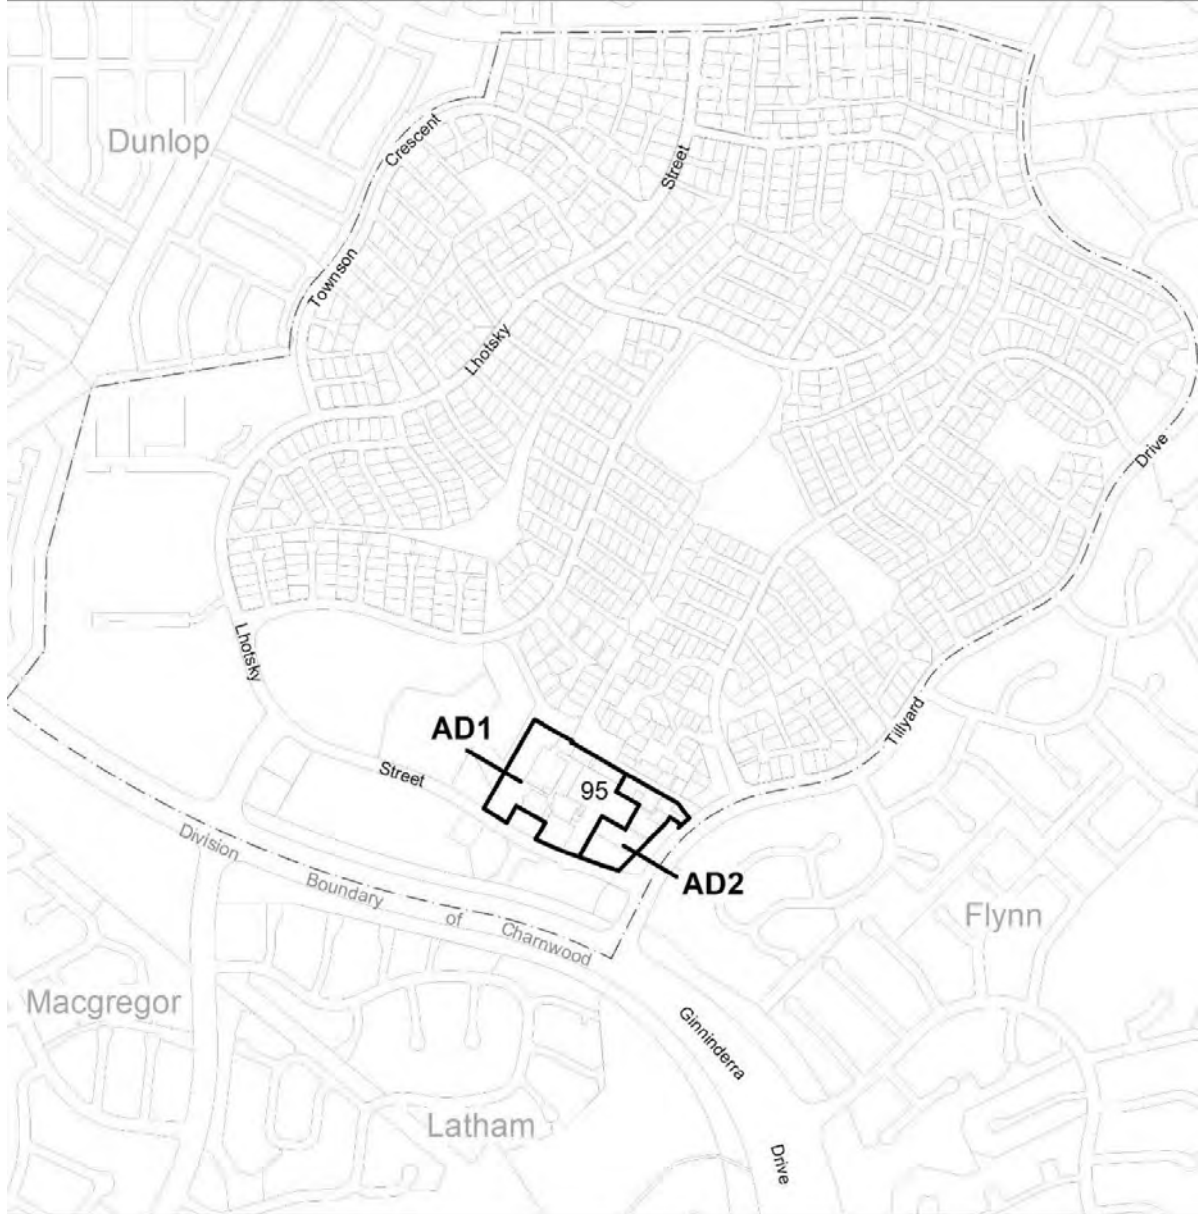 Dunlop
Crescent
Street
Townson
Lhotsky
Drive
Lhotsky
Tillyard
AD1
Street
95
Division
Boundary
of
Charnwood
AD2
Flynn
Macgregor
Ginninderra
Latham
Drive